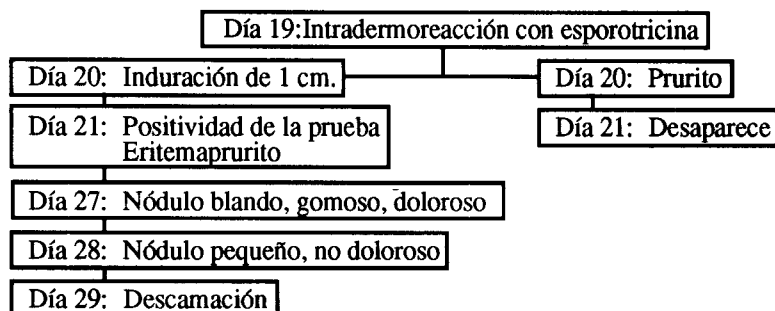 Día 19:Intradermoreacción con esporotricina
Día 20: Induración de 1 cm.
Día 20: Prurito
Día 21: Positividad de la prueba
Eritemaprurito
Día 21: Desaparece
Día 27: Nódulo blando, gomoso, doloroso
Día 28: Nódulo pequeño, no doloroso
Día 29: Descamación